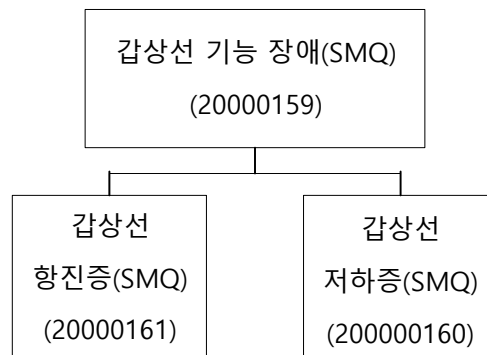 갑상선 기능 장애(SMQ)
(20000159)
갑상선
항진증(SMQ)
(20000161)
갑상선
저하증(SMQ)
(200000160)